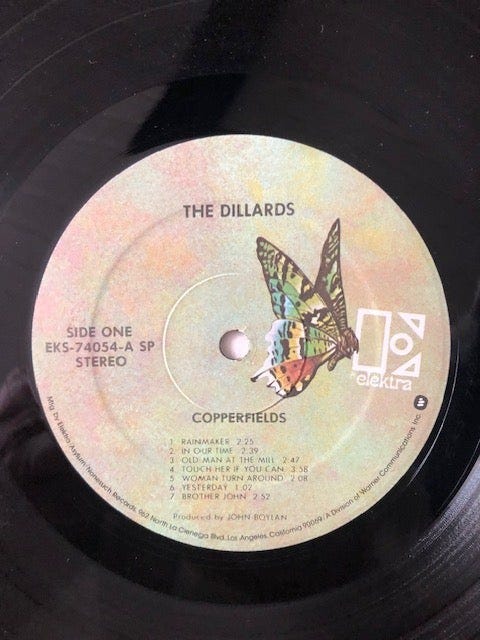 THE DILLARDS
SIDE ONE
EKS-74054-A SP
STEREO
elektra
COPPERFIELDS
1 RAINMAKER 2:25
2 IN OUR TIME 2:39
3 OLD MAN AT THE MILL 2:47
4 TOUCH HER IF YOU CAN 3:58
5 WOMAN TURN AROUND 2:08
6 YESTERDAY 1:02
7 BROTHER JOHN 2:52
Produced by JOHN BOYLAN
Mfg. by Elektra/Asylum/Nonesuch Records, 962 North La Cienega Blvd. Los Angeles, California 90069/A Division of Warner Communications Inc.